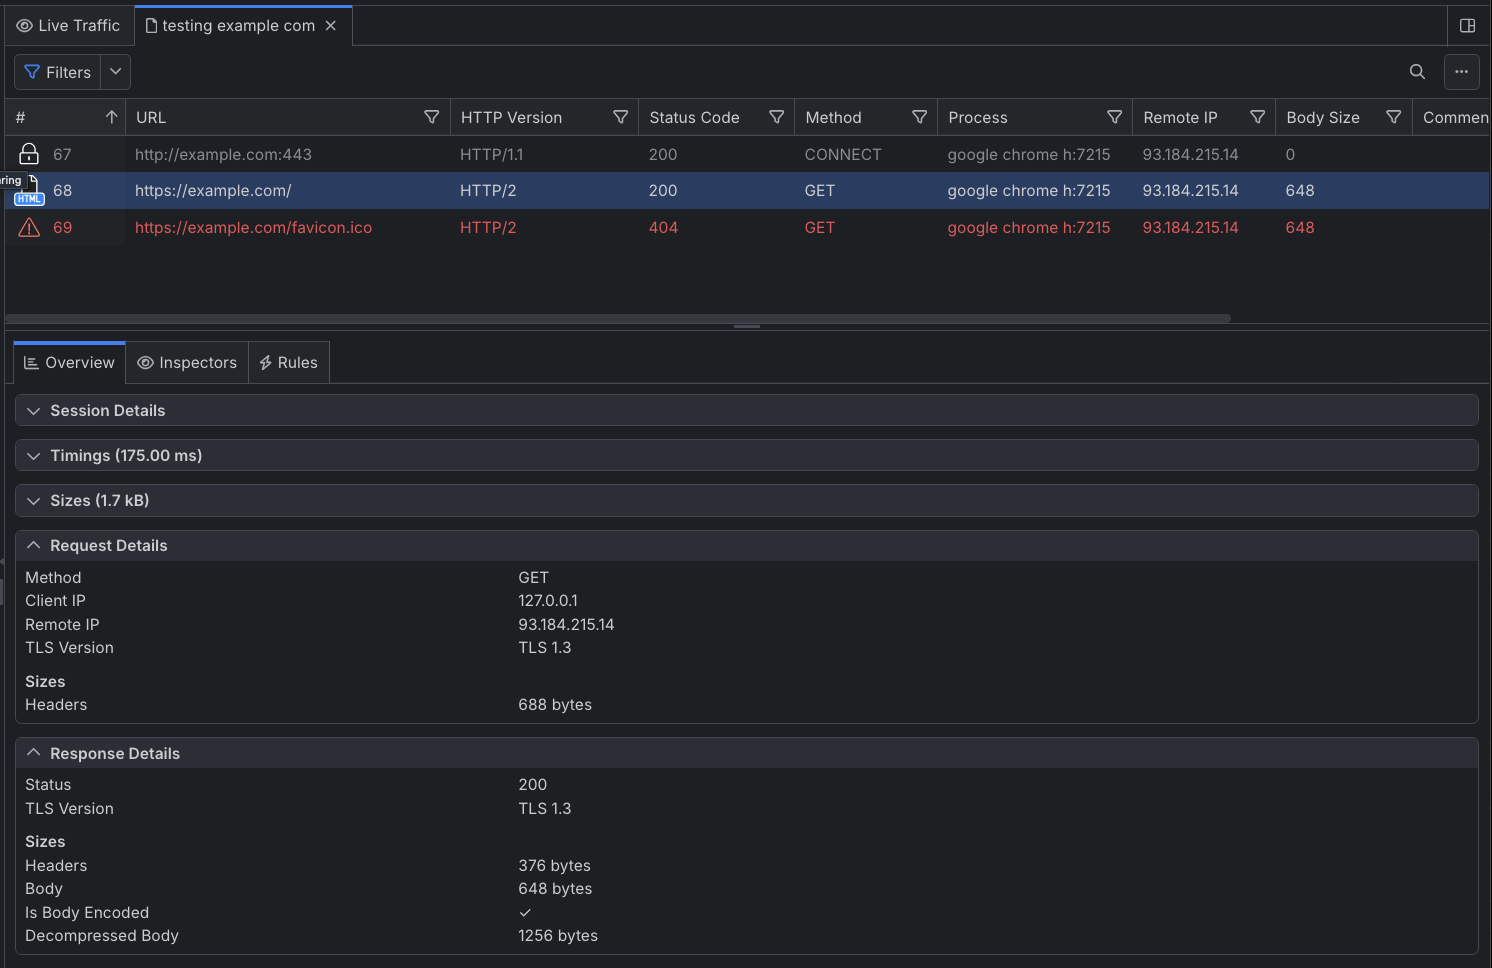 Live Traffic testing example com
Filters
# URL HTTP Version Status Code Method Process Remote IP Body Size Commen
67 http://example.com:443 HTTP/1.1 200 CONNECT google chrome h:7215 93.184.215.14 0
ring
HTML 68 https://example.com/ HTTP/2 200 GET google chrome h:7215 93.184.215.14 648
69 https://example.com/favicon.ico HTTP/2 404 GET google chrome h:7215 93.184.215.14 648
Overview Inspectors Rules
Session Details
Timings (175.00 ms)
Sizes (1.7 kB)
Request Details
Method GET
Client IP 127.0.0.1
Remote IP 93.184.215.14
TLS Version TLS 1.3
Sizes
Headers 688 bytes
Response Details
Status 200
TLS Version TLS 1.3
Sizes
Headers 376 bytes
Body 648 bytes
Is Body Encoded ✓
Decompressed Body 1256 bytes